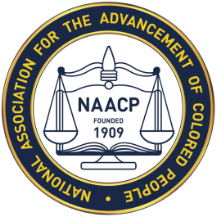 NATIONAL ASSOCIATION FOR THE ADVANCEMENT OF COLORED PEOPLE
NAACP
FOUNDED
1909